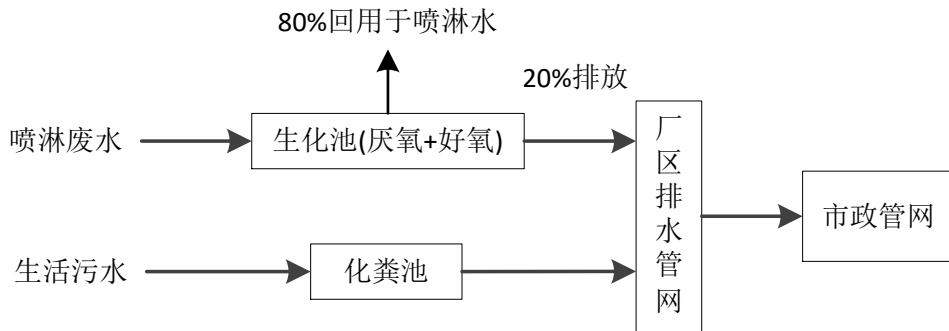 80%回用于喷淋水
20%排放
喷淋废水
生化池(厌氧+好氧)
厂区排水管网
市政管网
生活污水
化粪池